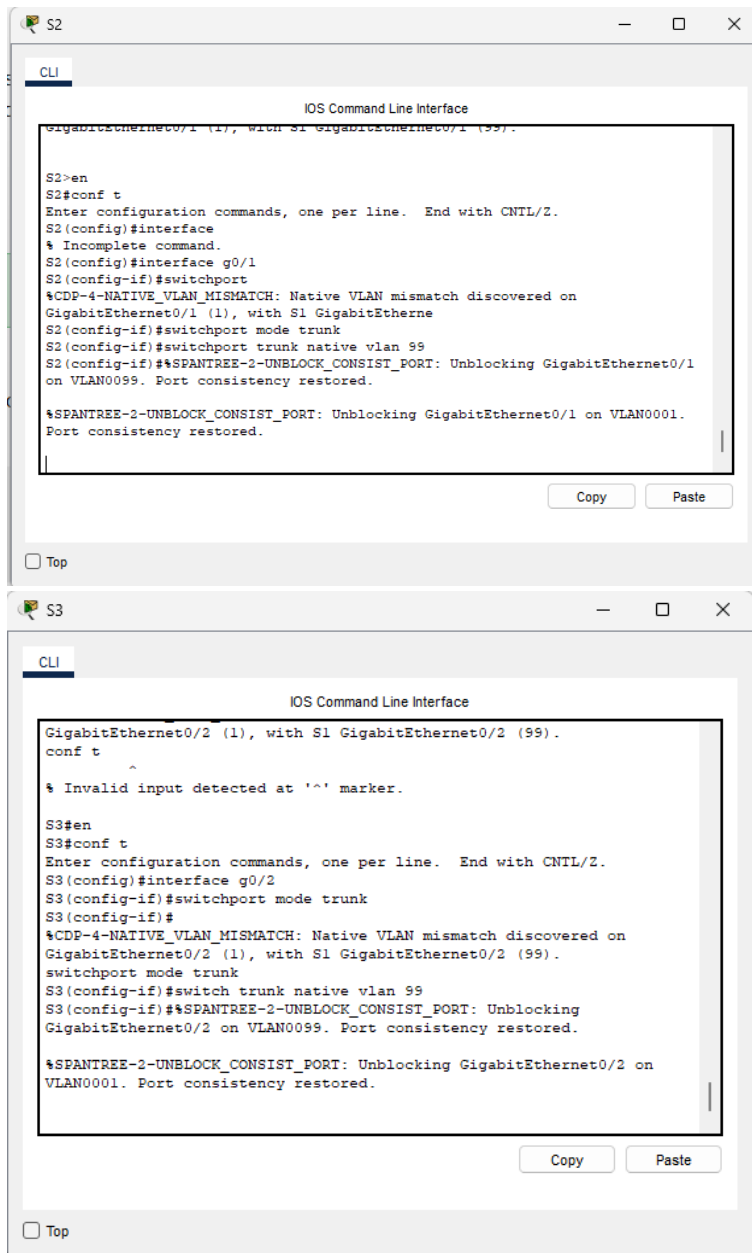 S2
CLI
IOS Command Line Interface
GigabitEthernet0/1 (1), with S1 GigabitEthernet0/1 (99).
S2>en
S2#conf t
Enter configuration commands, one per line.  End with CNTL/Z.
S2(config)#interface
% Incomplete command.
S2(config)#interface g0/1
S2(config-if)#switchport
%CDP-4-NATIVE_VLAN_MISMATCH: Native VLAN mismatch discovered on
GigabitEthernet0/1 (1), with S1 GigabitEtherne
S2(config-if)#switchport mode trunk
S2(config-if)#switchport trunk native vlan 99
S2(config-if)#%SPANTREE-2-UNBLOCK_CONSIST_PORT: Unblocking GigabitEthernet0/1
on VLAN0099. Port consistency restored.
%SPANTREE-2-UNBLOCK_CONSIST_PORT: Unblocking GigabitEthernet0/1 on VLAN0001.
Port consistency restored.
Copy Paste
Top
S3
CLI
IOS Command Line Interface
GigabitEthernet0/2 (1), with S1 GigabitEthernet0/2 (99).
conf t
^
% Invalid input detected at '^' marker.
S3#en
S3#conf t
Enter configuration commands, one per line.  End with CNTL/Z.
S3(config)#interface g0/2
S3(config-if)#switchport mode trunk
S3(config-if)#
%CDP-4-NATIVE_VLAN_MISMATCH: Native VLAN mismatch discovered on
GigabitEthernet0/2 (1), with S1 GigabitEthernet0/2 (99).
switchport mode trunk
S3(config-if)#switch trunk native vlan 99
S3(config-if)#%SPANTREE-2-UNBLOCK_CONSIST_PORT: Unblocking
GigabitEthernet0/2 on VLAN0099. Port consistency restored.
%SPANTREE-2-UNBLOCK_CONSIST_PORT: Unblocking GigabitEthernet0/2 on
VLAN0001. Port consistency restored.
Copy Paste
Top